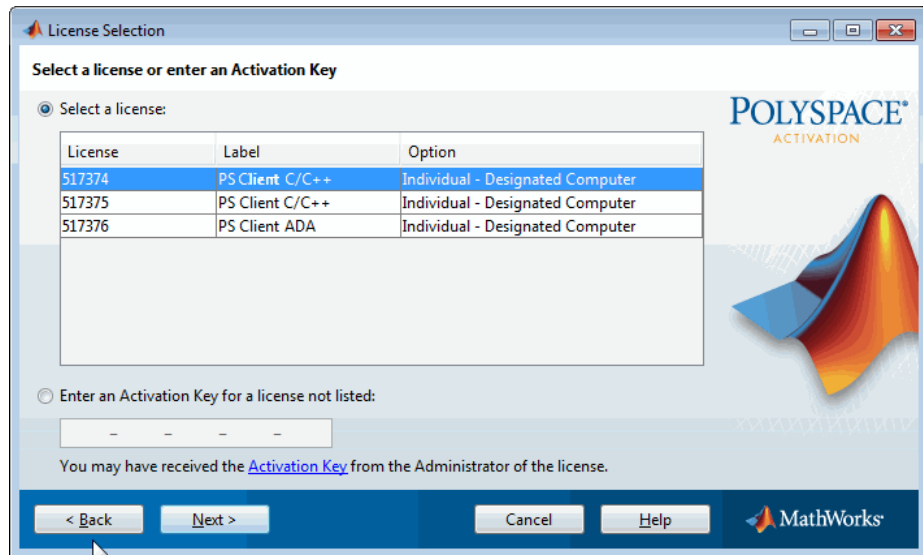 License Selection
Select a license or enter an Activation Key
Select a license:
POLYSPACE®
ACTIVATION
License Label Option
517374 PS Client C/C++ Individual - Designated Computer
517375 PS Client C/C++ Individual - Designated Computer
517376 PS Client ADA Individual - Designated Computer
Enter an Activation Key for a license not listed:
– – – –
You may have received the Activation Key from the Administrator of the license.
< Back Next > Cancel Help MathWorks®